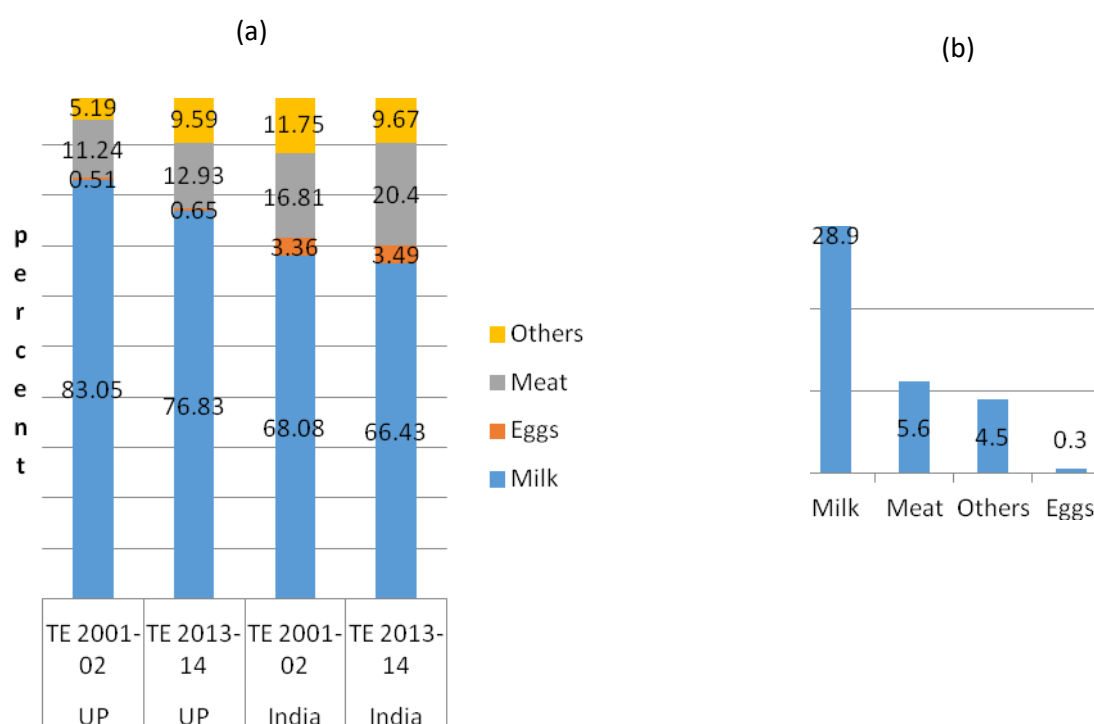 (a)
(b)
5.19
9.59
11.75
9.67
11.24
12.93
16.81
20.4
0.51
0.65
3.36
3.49
83.05
76.83
68.08
66.43
percent
Others
Meat
Eggs
Milk
TE 2001-
02
UP
TE 2013-
14
UP
TE 2001-
02
India
TE 2013-
14
India
28.9
5.6
4.5
0.3
Milk
Meat
Others
Eggs